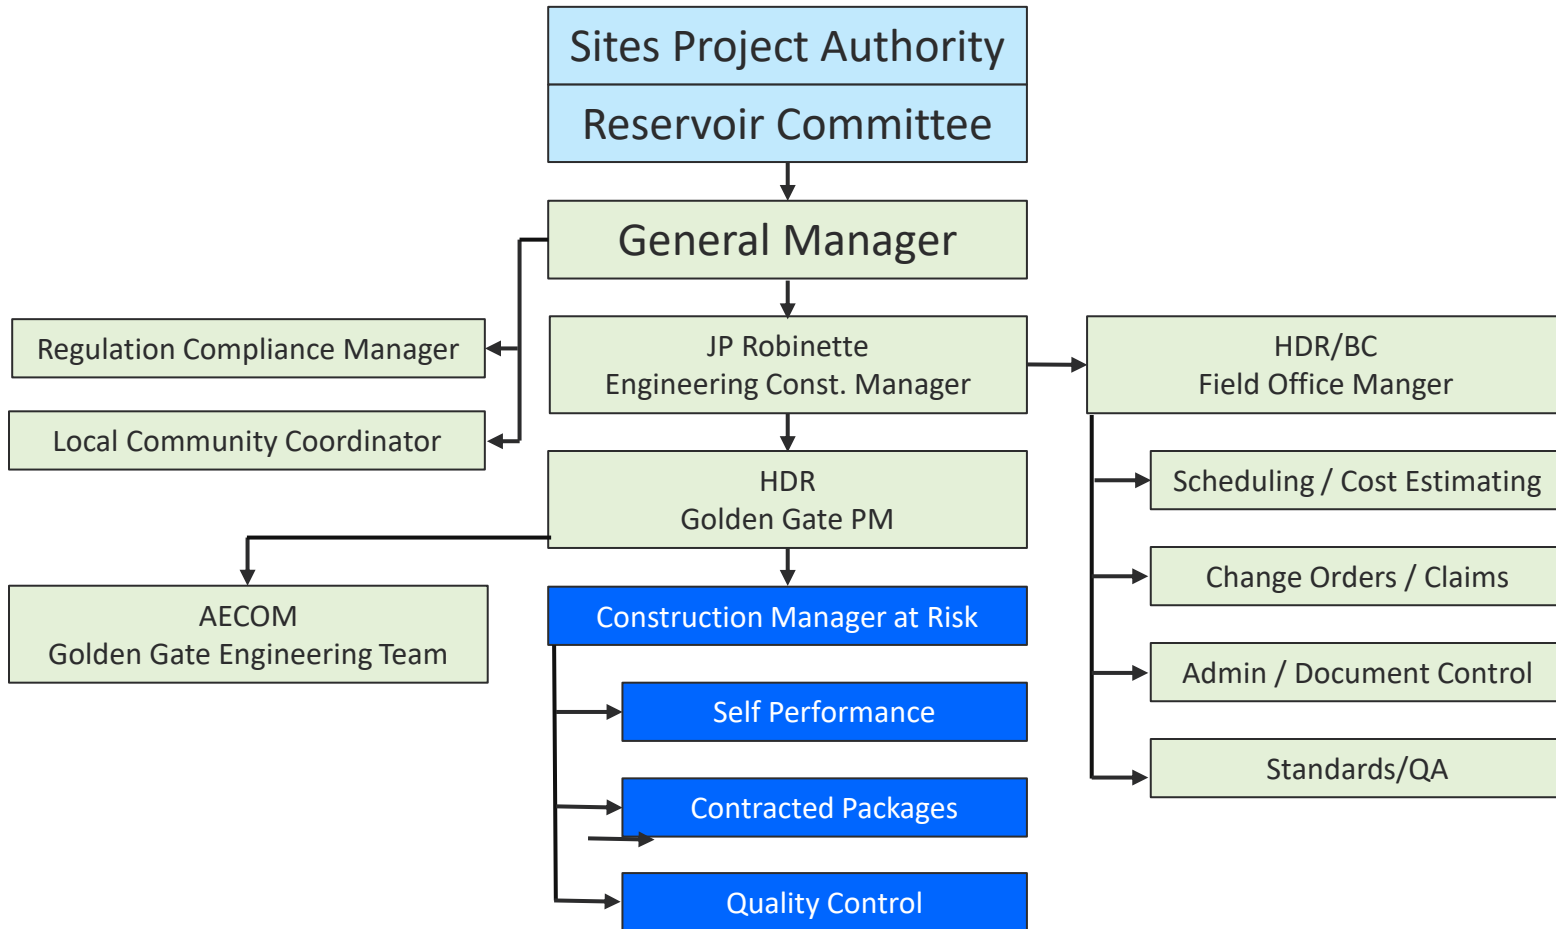 Sites Project Authority
Reservoir Committee
General Manager
Regulation Compliance Manager
Local Community Coordinator
JP Robinette
Engineering Const. Manager
HDR/BC
Field Office Manger
HDR
Golden Gate PM
Scheduling / Cost Estimating
Change Orders / Claims
Admin / Document Control
Standards/QA
AECOM
Golden Gate Engineering Team
Construction Manager at Risk
Self Performance
Contracted Packages
Quality Control